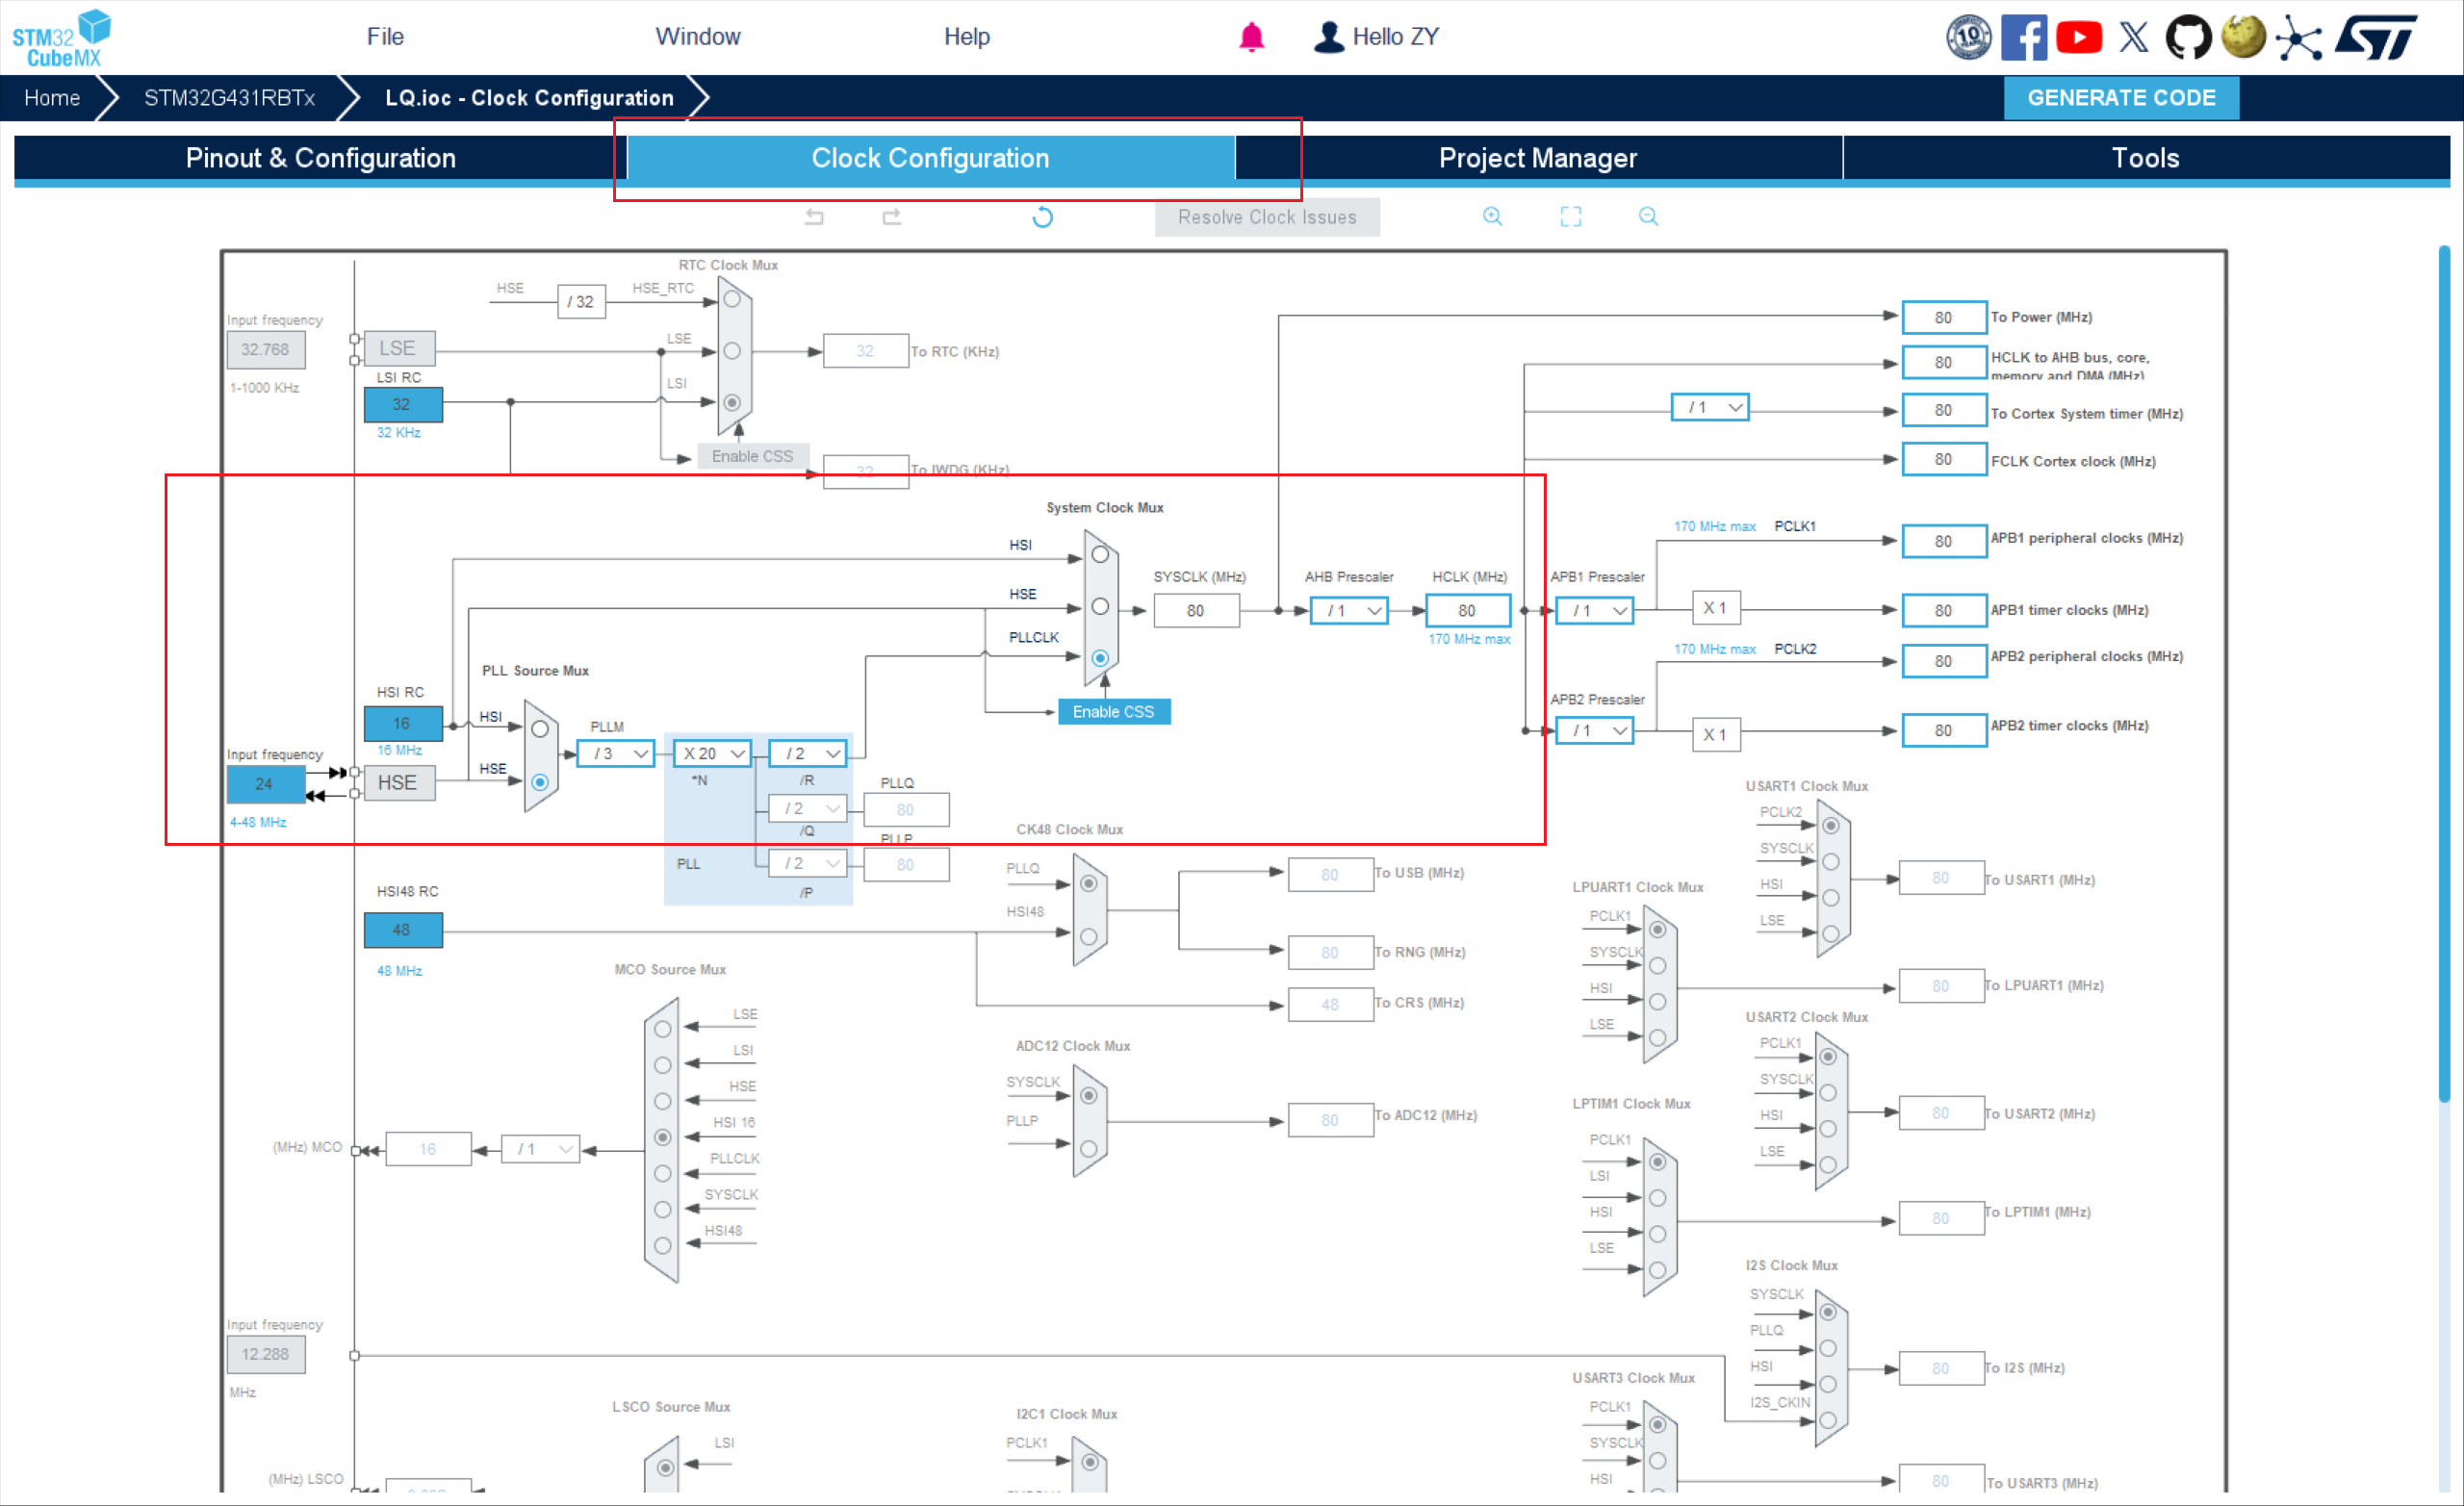 STM32
CubeMX
File
Window
Help
Hello ZY
10
YEARS
Home
STM32G431RBTx
LQ.ioc - Clock Configuration
GENERATE CODE
Pinout & Configuration
Clock Configuration
Project Manager
Tools
Resolve Clock Issues
RTC Clock Mux
HSE
/ 32
HSE_RTC
Input frequency
32.768
1-1000 KHz
LSE
LSE
32
To RTC (KHz)
LSI RC
32
32 KHz
LSI
Enable CSS
32
To IWDG (KHz)
80
To Power (MHz)
80
HCLK to AHB bus, core,
memory and DMA (MHz)
/ 1
80
To Cortex System timer (MHz)
80
FCLK Cortex clock (MHz)
System Clock Mux
HSI
HSE
PLLCLK
SYSCLK (MHz)
80
AHB Prescaler
/ 1
HCLK (MHz)
80
170 MHz max
Enable CSS
APB1 Prescaler
/ 1
170 MHz max
PCLK1
80
APB1 peripheral clocks (MHz)
X 1
80
APB1 timer clocks (MHz)
170 MHz max
PCLK2
80
APB2 peripheral clocks (MHz)
APB2 Prescaler
/ 1
X 1
80
APB2 timer clocks (MHz)
PLL Source Mux
HSI RC
16
16 MHz
HSI
Input frequency
24
4-48 MHz
HSE
HSE
PLLM
/ 3
X 20
*N
/ 2
/R
/ 2
/Q
PLLQ
80
PLL
/ 2
/P
PLLP
80
HSI48 RC
48
48 MHz
CK48 Clock Mux
PLLQ
HSI48
80
To USB (MHz)
80
To RNG (MHz)
48
To CRS (MHz)
USART1 Clock Mux
PCLK2
SYSCLK
HSI
LSE
80
To USART1 (MHz)
LPUART1 Clock Mux
PCLK1
SYSCLK
HSI
LSE
80
To LPUART1 (MHz)
MCO Source Mux
LSE
LSI
HSE
HSI 16
PLLCLK
SYSCLK
HSI48
(MHz) MCO
16
/ 1
ADC12 Clock Mux
SYSCLK
PLLP
80
To ADC12 (MHz)
USART2 Clock Mux
PCLK1
SYSCLK
HSI
LSE
80
To USART2 (MHz)
LPTIM1 Clock Mux
PCLK1
LSI
HSI
LSE
80
To LPTIM1 (MHz)
I2S Clock Mux
SYSCLK
PLLQ
HSI
I2S_CKIN
80
To I2S (MHz)
Input frequency
12.288
MHz
LSCO Source Mux
LSI
(MHz) LSCO
I2C1 Clock Mux
PCLK1
USART3 Clock Mux
PCLK1
SYSCLK
HSI
80
To USART3 (MHz)